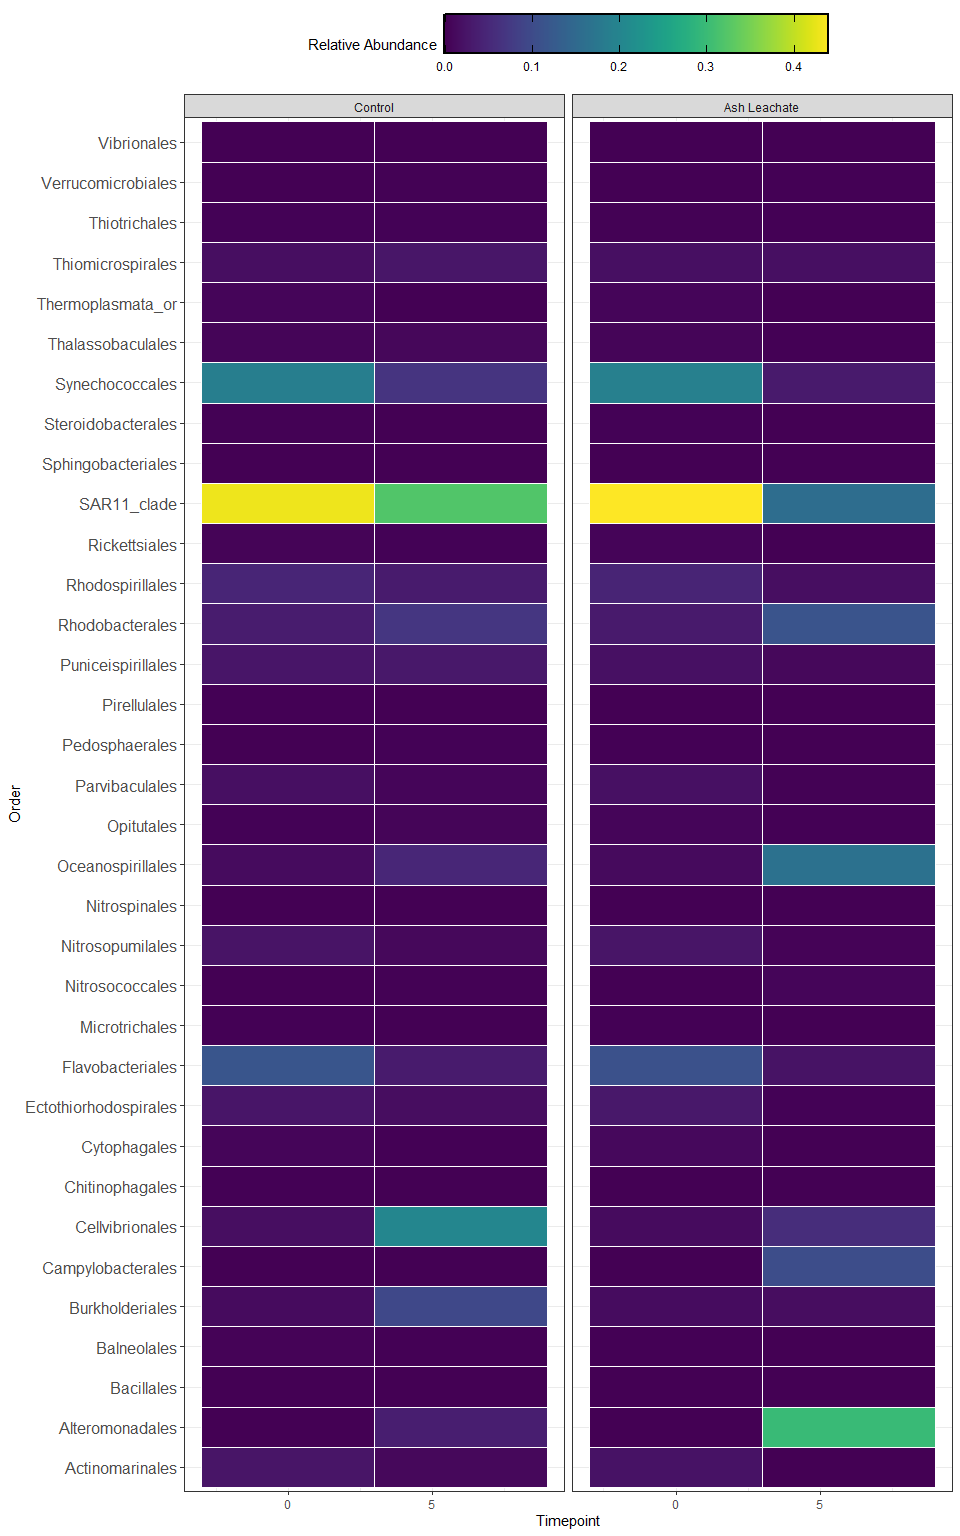 Relative Abundance
0.0 0.1 0.2 0.3 0.4
Control Ash Leachate
Vibrionales
Verrucomicrobiales
Thiotrichales
Thiomicrospirales
Thermoplasmata_or
Thalassobaculales
Synechococcales
Steroidobacterales
Sphingobacteriales
SAR11_clade
Rickettsiales
Rhodospirillales
Rhodobacterales
Puniceispirillales
Pirellulales
Pedosphaerales
Parvibaculales
Opitutales
Oceanospirillales
Nitrospinales
Nitrosopumilales
Nitrosococcales
Microtrichales
Flavobacteriales
Ectothiorhodospirales
Cytophagales
Chitinophagales
Cellvibrionales
Campylobacterales
Burkholderiales
Balneolales
Bacillales
Alteromonadales
Actinomarinales
Order
0 5 0 5
Timepoint